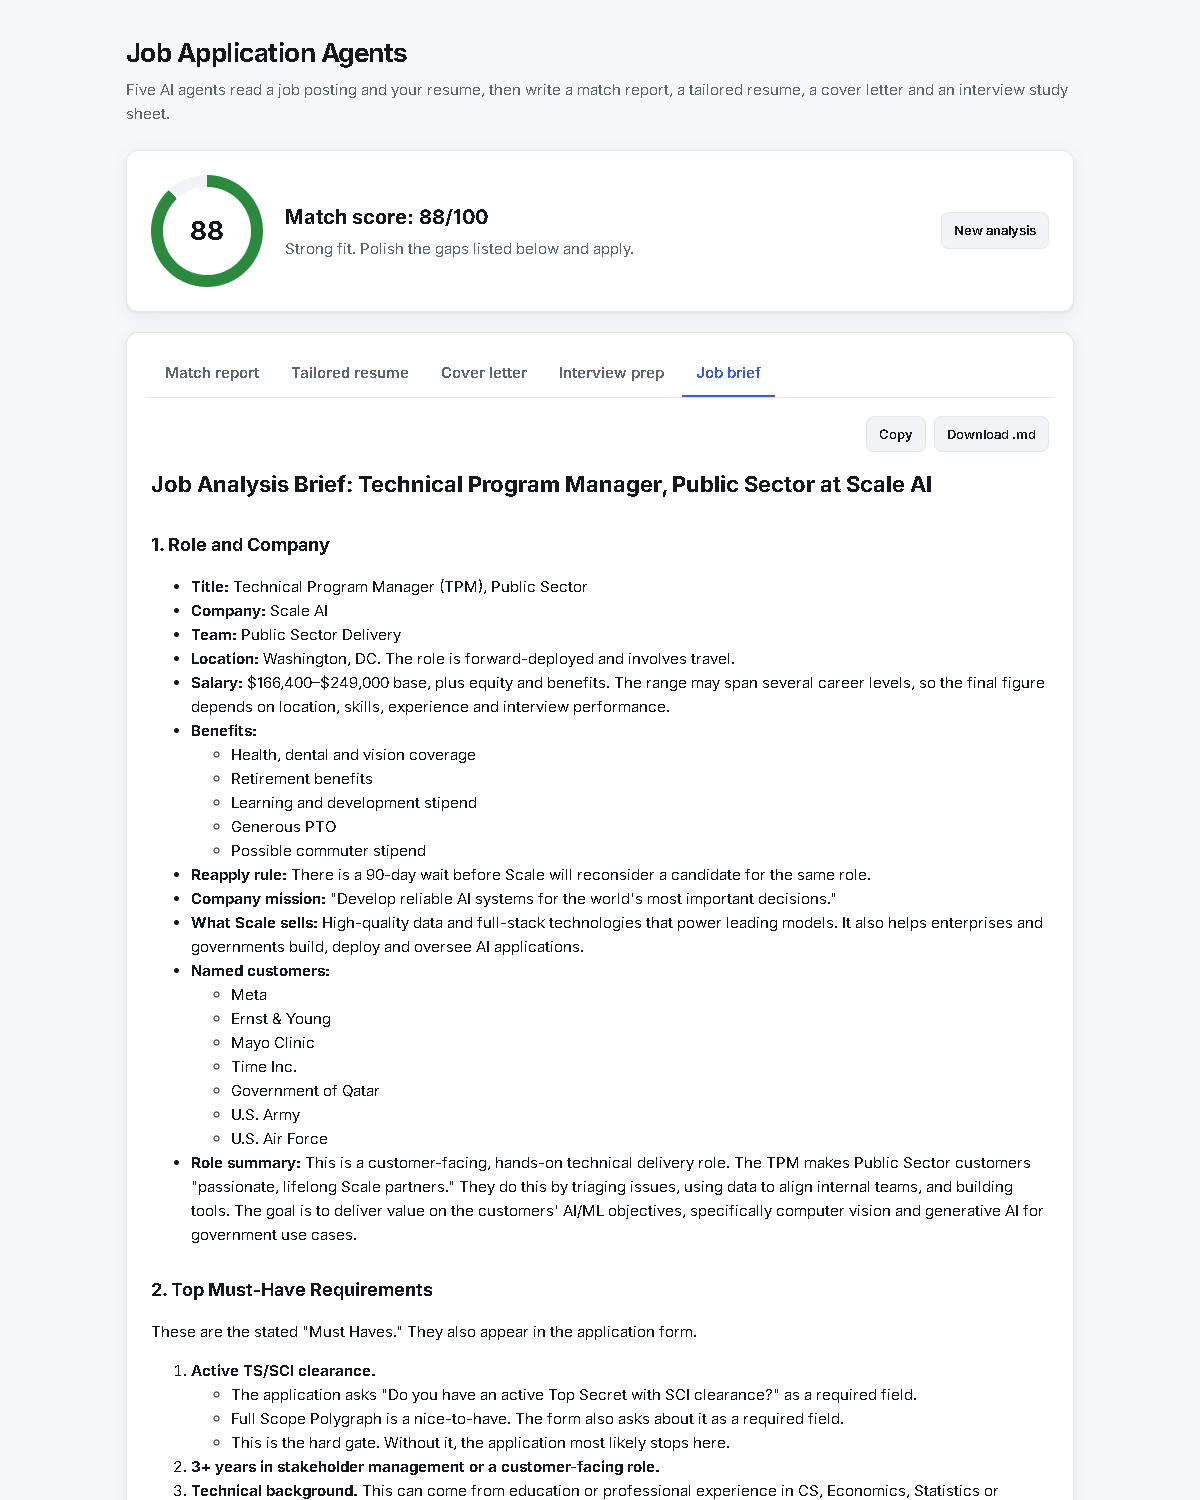 Job Application Agents
Five AI agents read a job posting and your resume, then write a match report, a tailored resume, a cover letter and an interview study
sheet.
88
Match score: 88/100
Strong fit. Polish the gaps listed below and apply.
New analysis
Match report
Tailored resume
Cover letter
Interview prep
Job brief
Copy
Download .md
Job Analysis Brief: Technical Program Manager, Public Sector at Scale AI
1. Role and Company
• Title: Technical Program Manager (TPM), Public Sector
• Company: Scale AI
• Team: Public Sector Delivery
• Location: Washington, DC. The role is forward-deployed and involves travel.
• Salary: $166,400–$249,000 base, plus equity and benefits. The range may span several career levels, so the final figure
depends on location, skills, experience and interview performance.
• Benefits:
◦ Health, dental and vision coverage
◦ Retirement benefits
◦ Learning and development stipend
◦ Generous PTO
◦ Possible commuter stipend
• Reapply rule: There is a 90-day wait before Scale will reconsider a candidate for the same role.
• Company mission: "Develop reliable AI systems for the world's most important decisions."
• What Scale sells: High-quality data and full-stack technologies that power leading models. It also helps enterprises and
governments build, deploy and oversee AI applications.
• Named customers:
◦ Meta
◦ Ernst & Young
◦ Mayo Clinic
◦ Time Inc.
◦ Government of Qatar
◦ U.S. Army
◦ U.S. Air Force
• Role summary: This is a customer-facing, hands-on technical delivery role. The TPM makes Public Sector customers
"passionate, lifelong Scale partners." They do this by triaging issues, using data to align internal teams, and building
tools. The goal is to deliver value on the customers' AI/ML objectives, specifically computer vision and generative AI for
government use cases.
2. Top Must-Have Requirements
These are the stated "Must Haves." They also appear in the application form.
1. Active TS/SCI clearance.
◦ The application asks "Do you have an active Top Secret with SCI clearance?" as a required field.
◦ Full Scope Polygraph is a nice-to-have. The form also asks about it as a required field.
◦ This is the hard gate. Without it, the application most likely stops here.
2. 3+ years in stakeholder management or a customer-facing role.
3. Technical background. This can come from education or professional experience in CS, Economics, Statistics or